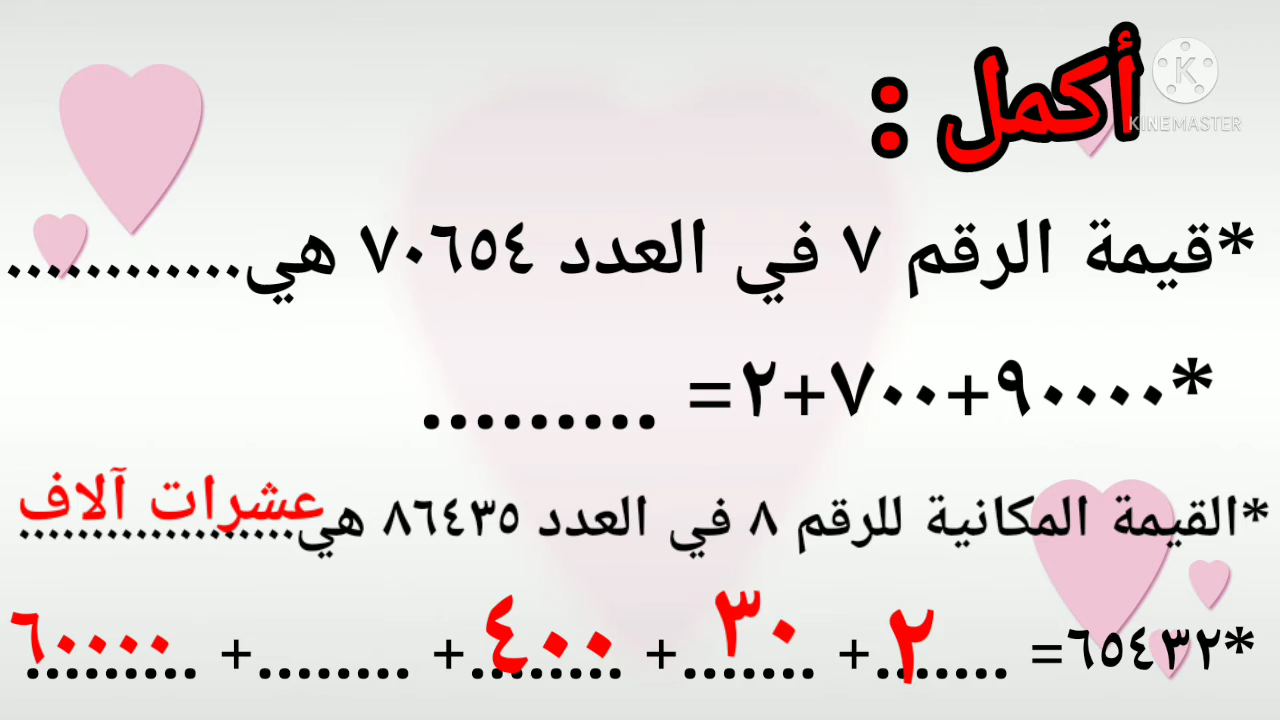 أكمل :
KINEMASTER
*قيمة الرقم ٧ في العدد ٧٠٦٥٤ هي............
*٩٠٠٠٠+٧٠٠+٢= .........
*القيمة المكانية للرقم ٨ في العدد ٨٦٤٣٥ هي عشرات آلاف
*٦٥٤٣٢= ٢ + ٣٠ + ٤٠٠ + ........ + ٦٠٠٠٠